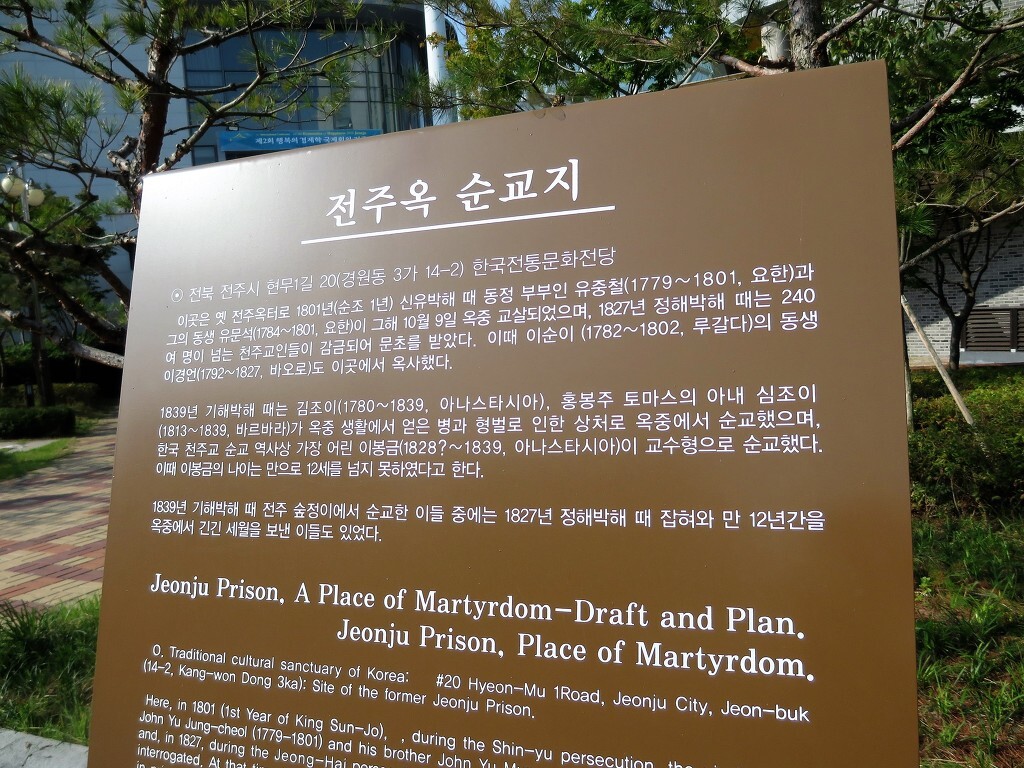 제2회 행복의 경제학 국제회의
전주옥 순교지
⊙ 전북 전주시 현무1길 20(경원동 3가 14-2) 한국전통문화전당
이곳은 옛 전주옥터로 1801년(순조 1년) 신유박해 때 동정 부부인 유중철(1779~1801, 요한)과
그의 동생 유문석(1784~1801, 요한)이 그해 10월 9일 옥중 교살되었으며, 1827년 정해박해 때는 240
여 명이 넘는 천주교인들이 감금되어 문초를 받았다. 이때 이순이 (1782~1802, 루갈다)의 동생
이경언(1792~1827, 바오로)도 이곳에서 옥사했다.
1839년 기해박해 때는 김조이(1780~1839, 아나스타시아), 홍봉주 토마스의 아내 심조이
(1813~1839, 바르바라)가 옥중 생활에서 얻은 병과 형벌로 인한 상처로 옥중에서 순교했으며,
한국 천주교 순교 역사상 가장 어린 이봉금(1828?~1839, 아나스타시아)이 교수형으로 순교했다.
이때 이봉금의 나이는 만으로 12세를 넘지 못하였다고 한다.
1839년 기해박해 때 전주 숲정이에서 순교한 이들 중에는 1827년 정해박해 때 잡혀와 만 12년간을
옥중에서 긴긴 세월을 보낸 이들도 있었다.
Jeonju Prison, A Place of Martyrdom-Draft and Plan.
Jeonju Prison, Place of Martyrdom.
O. Traditional cultural sanctuary of Korea: #20 Hyeon-Mu 1Road, Jeonju City, Jeon-buk
(14-2, Kang-won Dong 3ka): Site of the former Jeonju Prison.
Here, in 1801 (1st Year of King Sun-Jo), , during the Shin-yu persecution, the
John Yu Jung-cheol (1779-1801) and his brother John Yu
and, in 1827, during the Jeong-Hai
interrogated. At that